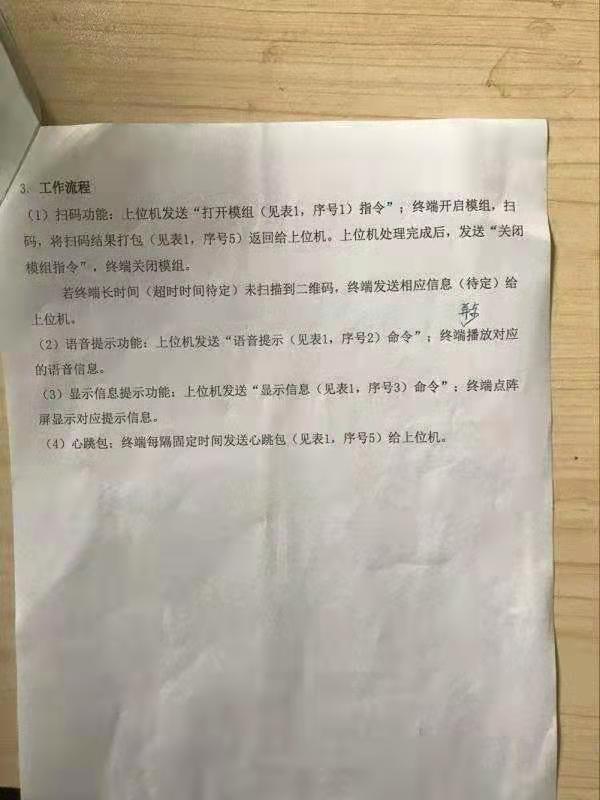 3. 工作流程
（1）扫码功能：上位机发送“打开模组（见表1，序号1）指令”；终端开启模组，扫
码，将扫码结果打包（见表1，序号5）返回给上位机。上位机处理完成后，发送“关闭
模组指令”，终端关闭模组。
若终端长时间（超时时间待定）未扫描到二维码，终端发送相应信息（待定）给
上位机。
（2）语音提示功能：上位机发送“语音提示（见表1，序号2）命令”；终端播放对应
的语音信息。
（3）显示信息提示功能：上位机发送“显示信息（见表1，序号3）命令”；终端点阵
屏显示对应提示信息。
（4）心跳包：终端每隔固定时间发送心跳包（见表1，序号5）给上位机。